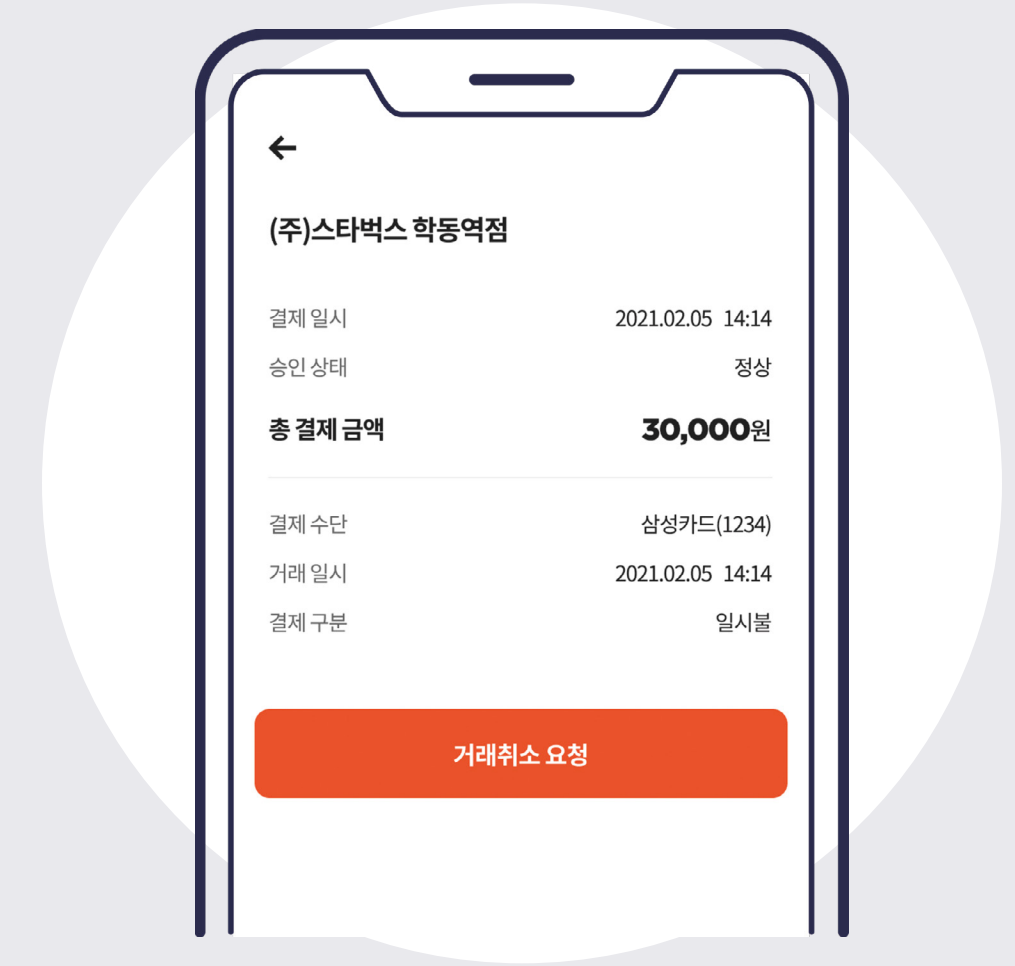 (주)스타벅스 학동역점
결제 일시 2021.02.05 14:14
승인 상태 정상
총 결제 금액 30,000원
결제 수단 삼성카드(1234)
거래 일시 2021.02.05 14:14
결제 구분 일시불
거래취소 요청